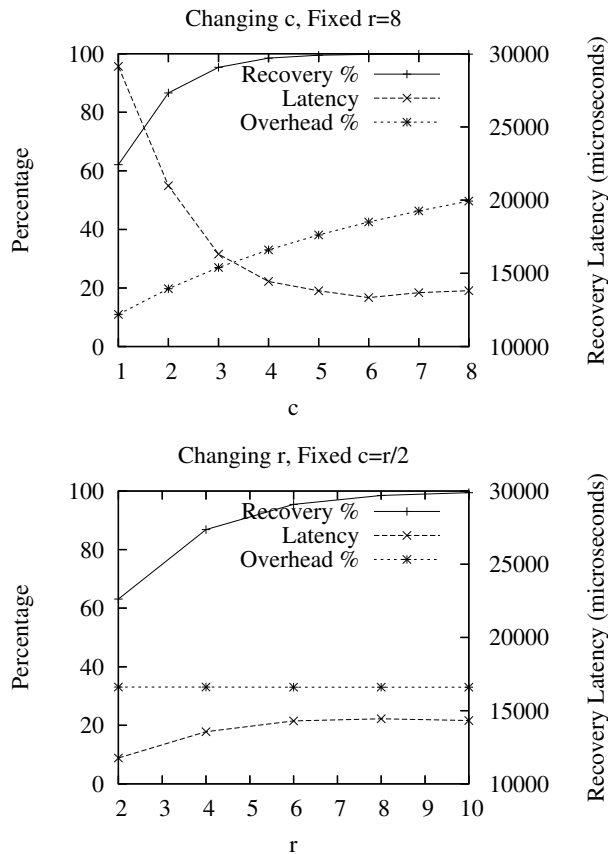 Changing c, Fixed r=8
Percentage
Recovery Latency (microseconds)
100
80
60
40
20
0
30000
25000
20000
15000
10000
Recovery %
Latency
Overhead %
1 2 3 4 5 6 7 8
c
Changing r, Fixed c=r/2
Percentage
Recovery Latency (microseconds)
100
80
60
40
20
0
30000
25000
20000
15000
10000
Recovery %
Latency
Overhead %
2 3 4 5 6 7 8 9 10
r